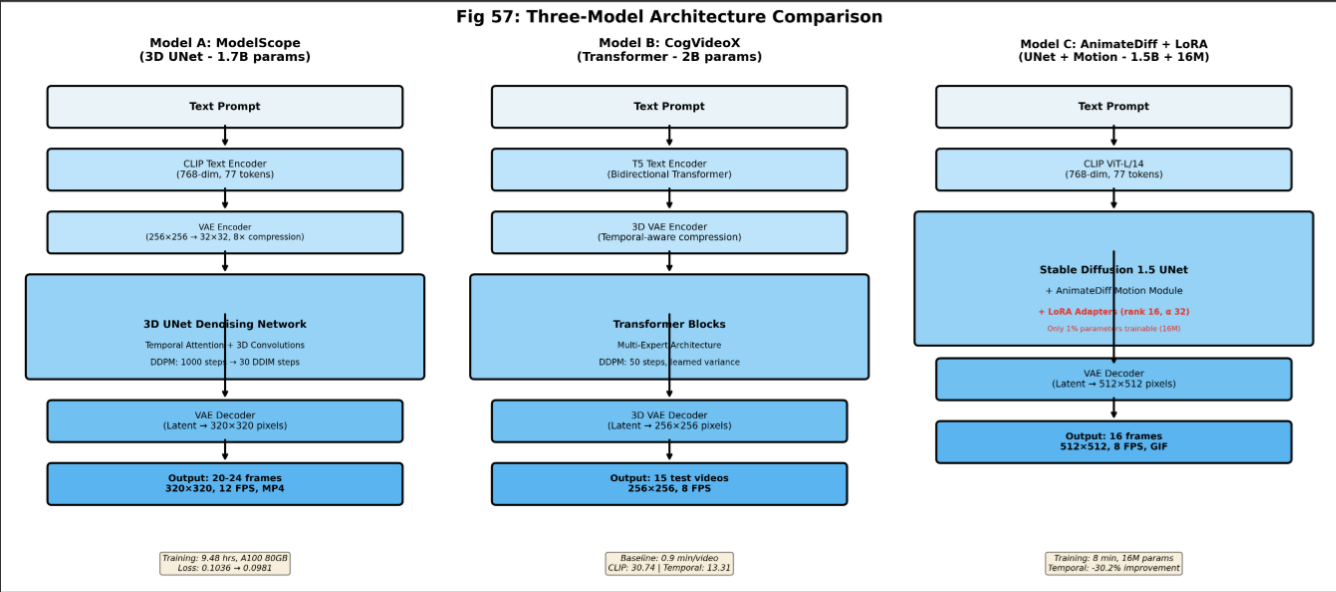 Fig 57: Three-Model Architecture Comparison
Model A: ModelScope
(3D UNet - 1.7B params)
Text Prompt
CLIP Text Encoder
(768-dim, 77 tokens)
VAE Encoder
(256×256 → 32×32, 8× compression)
3D UNet Denoising Network
Temporal Attention + 3D Convolutions
DDPM: 1000 steps → 30 DDIM steps
VAE Decoder
(Latent → 320×320 pixels)
Output: 20-24 frames
320×320, 12 FPS, MP4
Training: 9.48 hrs, A100 80GB
Loss: 0.1036 → 0.0981
Model B: CogVideoX
(Transformer - 2B params)
Text Prompt
T5 Text Encoder
(Bidirectional Transformer)
3D VAE Encoder
(Temporal-aware compression)
Transformer Blocks
Multi-Expert Architecture
DDPM: 50 steps, learned variance
3D VAE Decoder
(Latent → 256×256 pixels)
Output: 15 test videos
256×256, 8 FPS
Baseline: 0.9 min/video
CLIP: 30.74 | Temporal: 13.31
Model C: AnimateDiff + LoRA
(UNet + Motion - 1.5B + 16M)
Text Prompt
CLIP ViT-L/14
(768-dim, 77 tokens)
Stable Diffusion 1.5 UNet
+ AnimateDiff Motion Module
+ LoRA Adapters (rank 16, α 32)
Only 1% parameters trainable (16M)
VAE Decoder
(Latent → 512×512 pixels)
Output: 16 frames
512×512, 8 FPS, GIF
Training: 8 min, 16M params
Temporal: -30.2% improvement